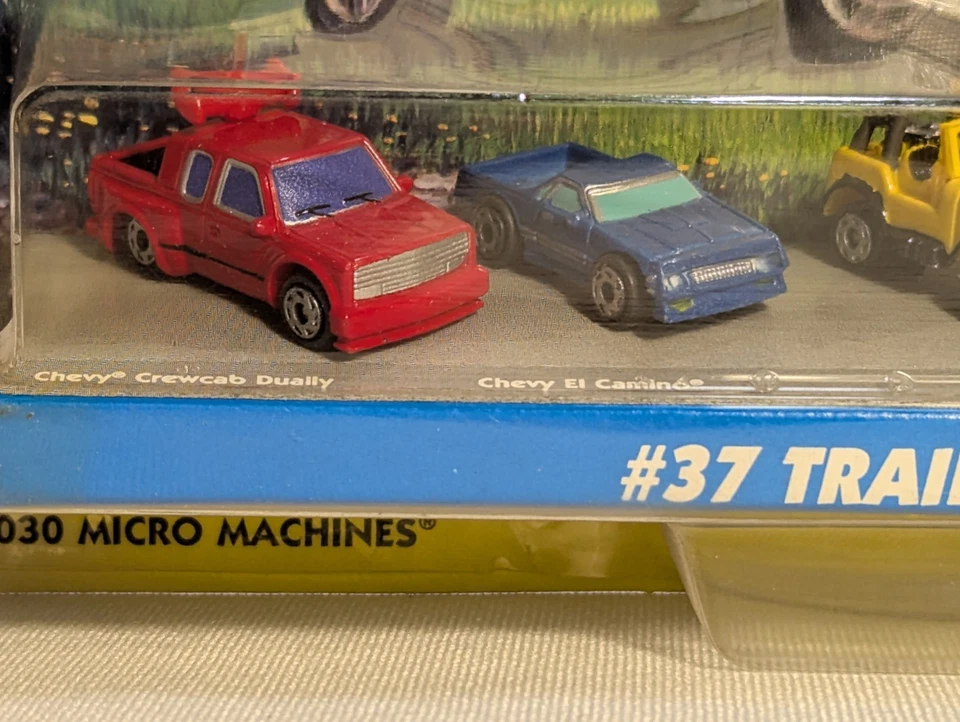 Chevy® Crewcab Dually
Chevy El Camino®
#37 TRAI
030 MICRO MACHINES®